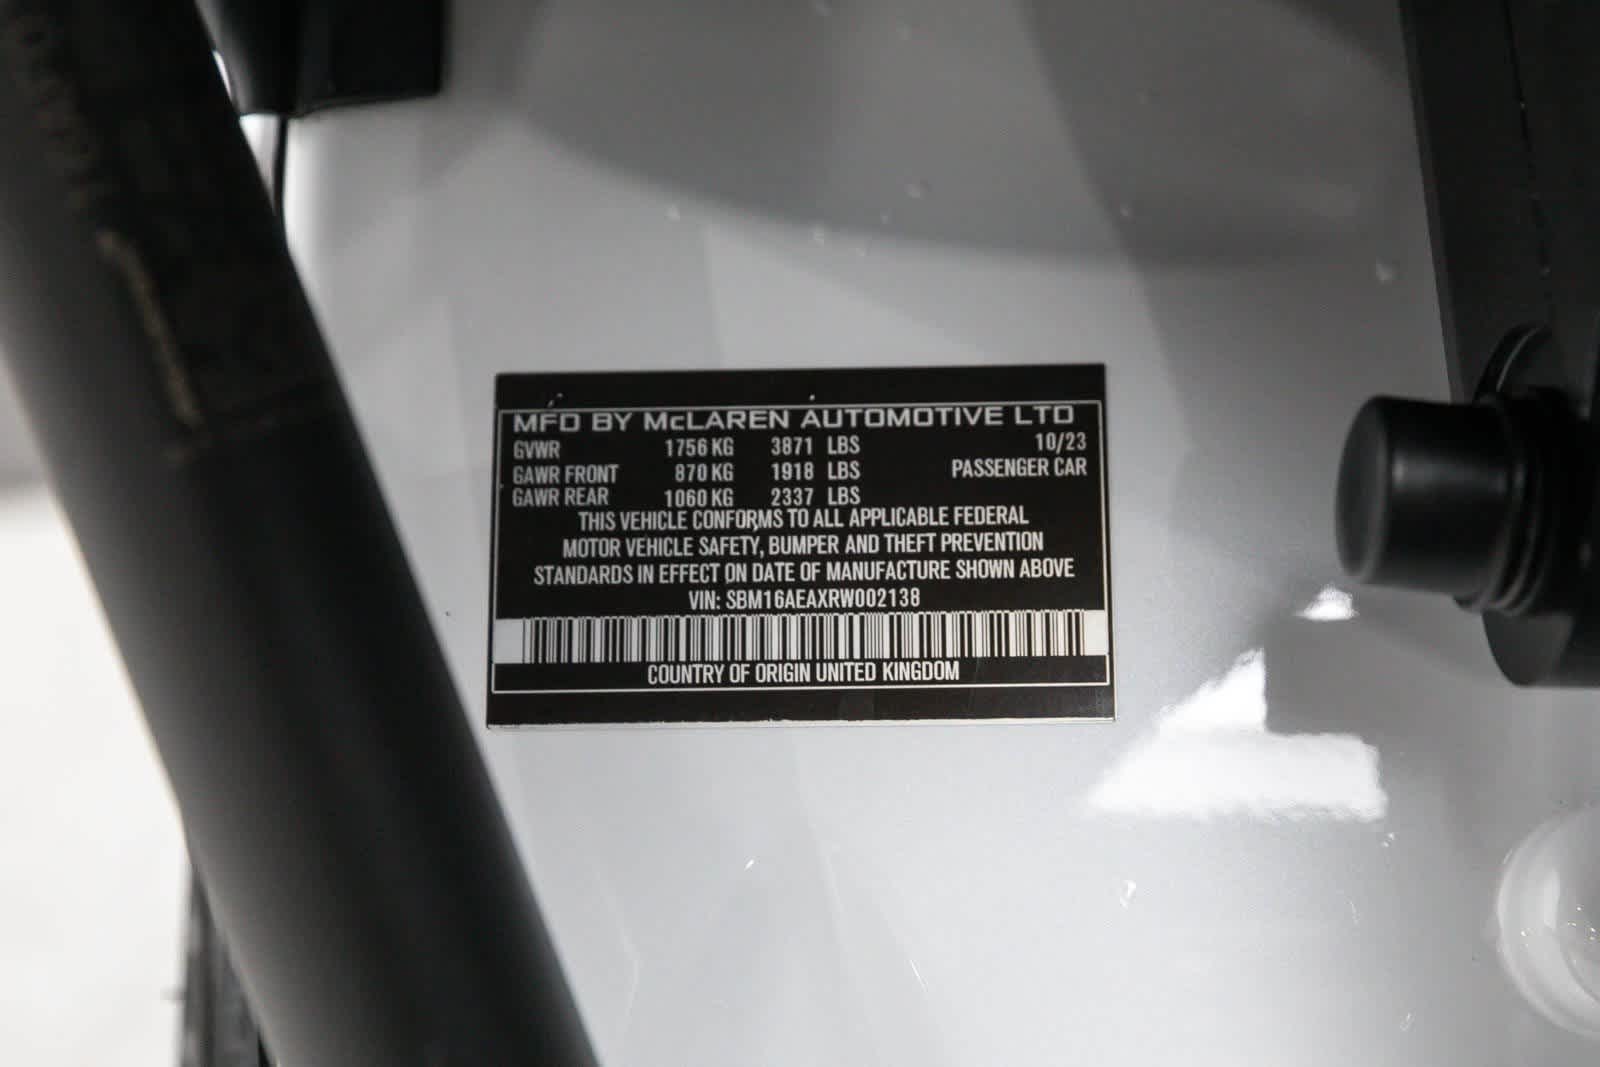 MFD BY McLAREN AUTOMOTIVE LTD
GVWR 1756 KG 3871 LBS 10/23
GAWR FRONT 870 KG 1918 LBS PASSENGER CAR
GAWR REAR 1060 KG 2337 LBS
THIS VEHICLE CONFORMS TO ALL APPLICABLE FEDERAL
MOTOR VEHICLE SAFETY, BUMPER AND THEFT PREVENTION
STANDARDS IN EFFECT ON DATE OF MANUFACTURE SHOWN ABOVE
VIN: SBM16AEAXRW002138
COUNTRY OF ORIGIN UNITED KINGDOM